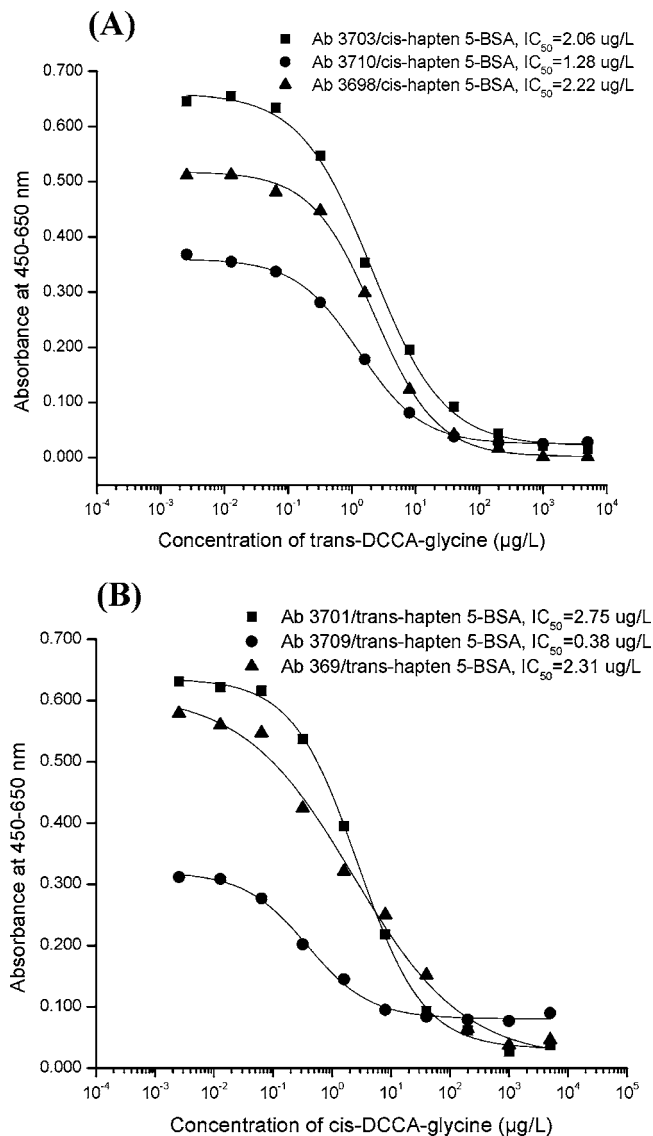 (A)
Ab 3703/cis-hapten 5-BSA, IC50=2.06 ug/L
Ab 3710/cis-hapten 5-BSA, IC50=1.28 ug/L
Ab 3698/cis-hapten 5-BSA, IC50=2.22 ug/L
Absorbance at 450-650 nm
0.700
0.600
0.500
0.400
0.300
0.200
0.100
0.000
10-4 10-3 10-2 10-1 100 101 102 103 104 105
Concentration of trans-DCCA-glycine (µg/L)
(B)
Ab 3701/trans-hapten 5-BSA, IC50=2.75 ug/L
Ab 3709/trans-hapten 5-BSA, IC50=0.38 ug/L
Ab 369/trans-hapten 5-BSA, IC50=2.31 ug/L
Absorbance at 450-650 nm
0.700
0.600
0.500
0.400
0.300
0.200
0.100
0.000
10-4 10-3 10-2 10-1 100 101 102 103 104 105
Concentration of cis-DCCA-glycine (µg/L)